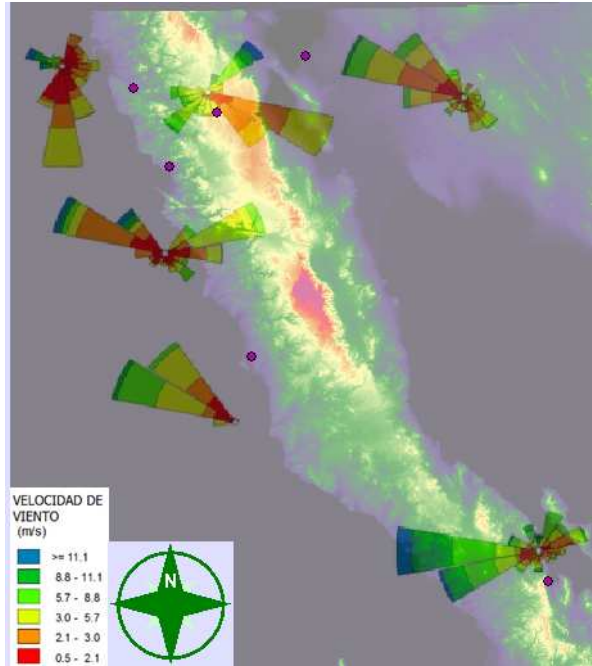 VELOCIDAD DE
VIENTO
(m/s)
>= 11.1
8.8 - 11.1
5.7 - 8.8
3.0 - 5.7
2.1 - 3.0
0.5 - 2.1
N